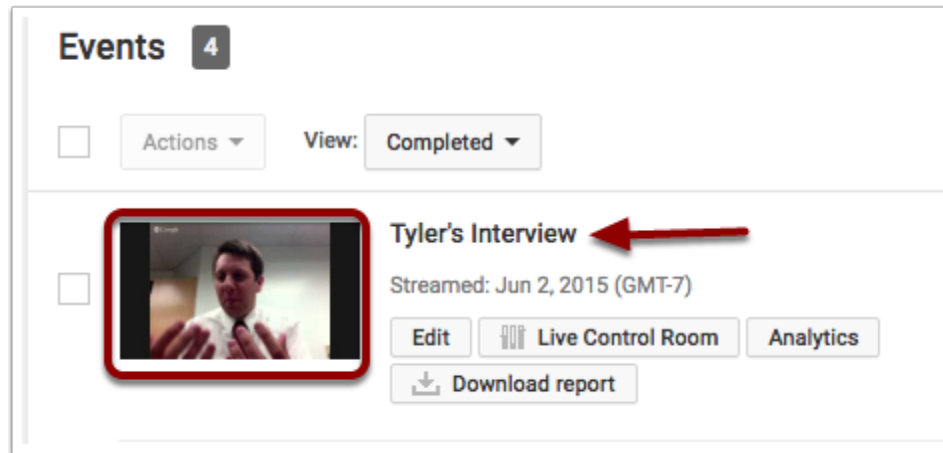 Events 4
Actions View: Completed
Tyler's Interview
Streamed: Jun 2, 2015 (GMT-7)
Edit Live Control Room Analytics
Download report